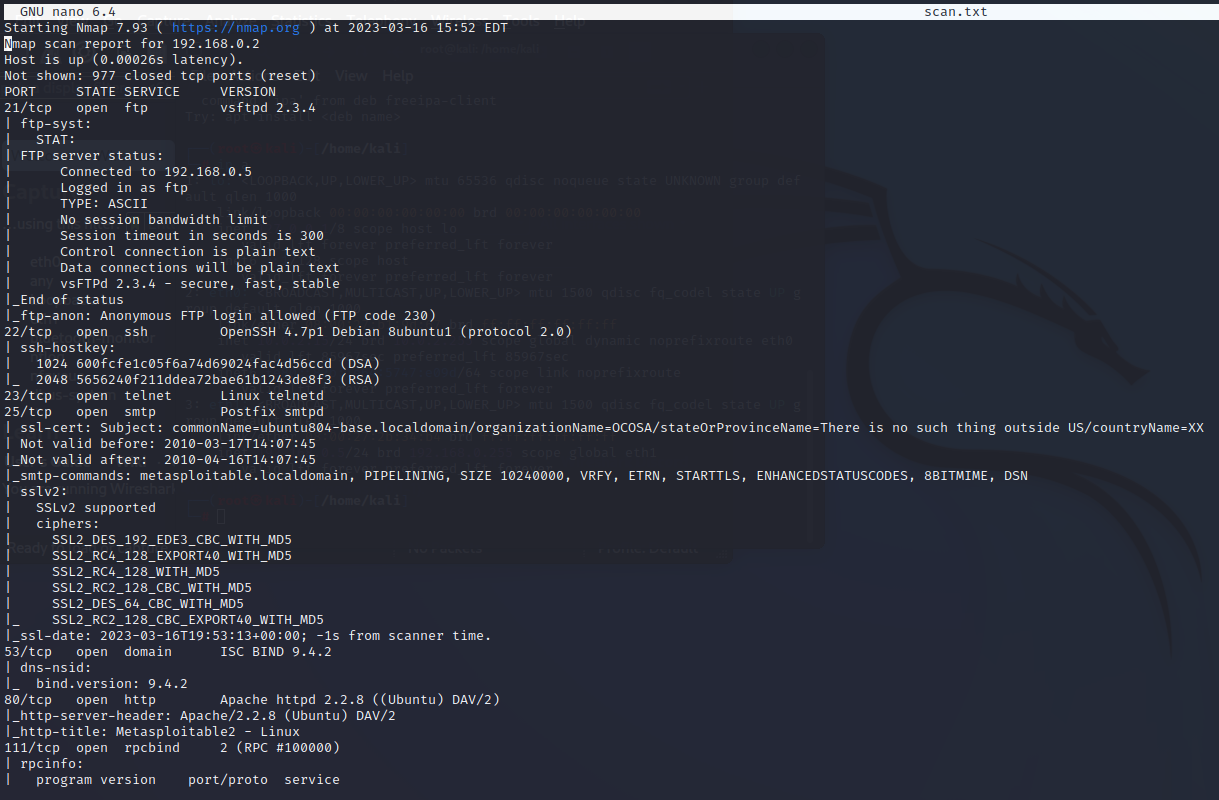 GNU nano 6.4 scan.txt
Starting Nmap 7.93 ( https://nmap.org ) at 2023-03-16 15:52 EDT
Nmap scan report for 192.168.0.2
Host is up (0.00026s latency).
Not shown: 977 closed tcp ports (reset)
PORT     STATE SERVICE     VERSION
21/tcp   open  ftp         vsftpd 2.3.4
| ftp-syst:
|   STAT:
| FTP server status:
|      Connected to 192.168.0.5
|      Logged in as ftp
|      TYPE: ASCII
|      No session bandwidth limit
|      Session timeout in seconds is 300
|      Control connection is plain text
|      Data connections will be plain text
|      vsFTPd 2.3.4 - secure, fast, stable
|_End of status
|_ftp-anon: Anonymous FTP login allowed (FTP code 230)
22/tcp   open  ssh         OpenSSH 4.7p1 Debian 8ubuntu1 (protocol 2.0)
| ssh-hostkey:
|   1024 600fcfe1c05f6a74d69024fac4d56ccd (DSA)
|_  2048 5656240f211ddea72bae61b1243de8f3 (RSA)
23/tcp   open  telnet      Linux telnetd
25/tcp   open  smtp        Postfix smtpd
| ssl-cert: Subject: commonName=ubuntu804-base.localdomain/organizationName=OCOSA/stateOrProvinceName=There is no such thing outside US/countryName=XX
| Not valid before: 2010-03-17T14:07:45
|_Not valid after:  2010-04-16T14:07:45
|_smtp-commands: metasploitable.localdomain, PIPELINING, SIZE 10240000, VRFY, ETRN, STARTTLS, ENHANCEDSTATUSCODES, 8BITMIME, DSN
| sslv2:
|   SSLv2 supported
|   ciphers:
|     SSL2_DES_192_EDE3_CBC_WITH_MD5
|     SSL2_RC4_128_EXPORT40_WITH_MD5
|     SSL2_RC4_128_WITH_MD5
|     SSL2_RC2_128_CBC_WITH_MD5
|     SSL2_DES_64_CBC_WITH_MD5
|_    SSL2_RC2_128_CBC_EXPORT40_WITH_MD5
|_ssl-date: 2023-03-16T19:53:13+00:00; -1s from scanner time.
53/tcp   open  domain      ISC BIND 9.4.2
| dns-nsid:
|_  bind.version: 9.4.2
80/tcp   open  http        Apache httpd 2.2.8 ((Ubuntu) DAV/2)
|_http-server-header: Apache/2.2.8 (Ubuntu) DAV/2
|_http-title: Metasploitable2 - Linux
111/tcp  open  rpcbind     2 (RPC #100000)
| rpcinfo:
|   program version    port/proto  service